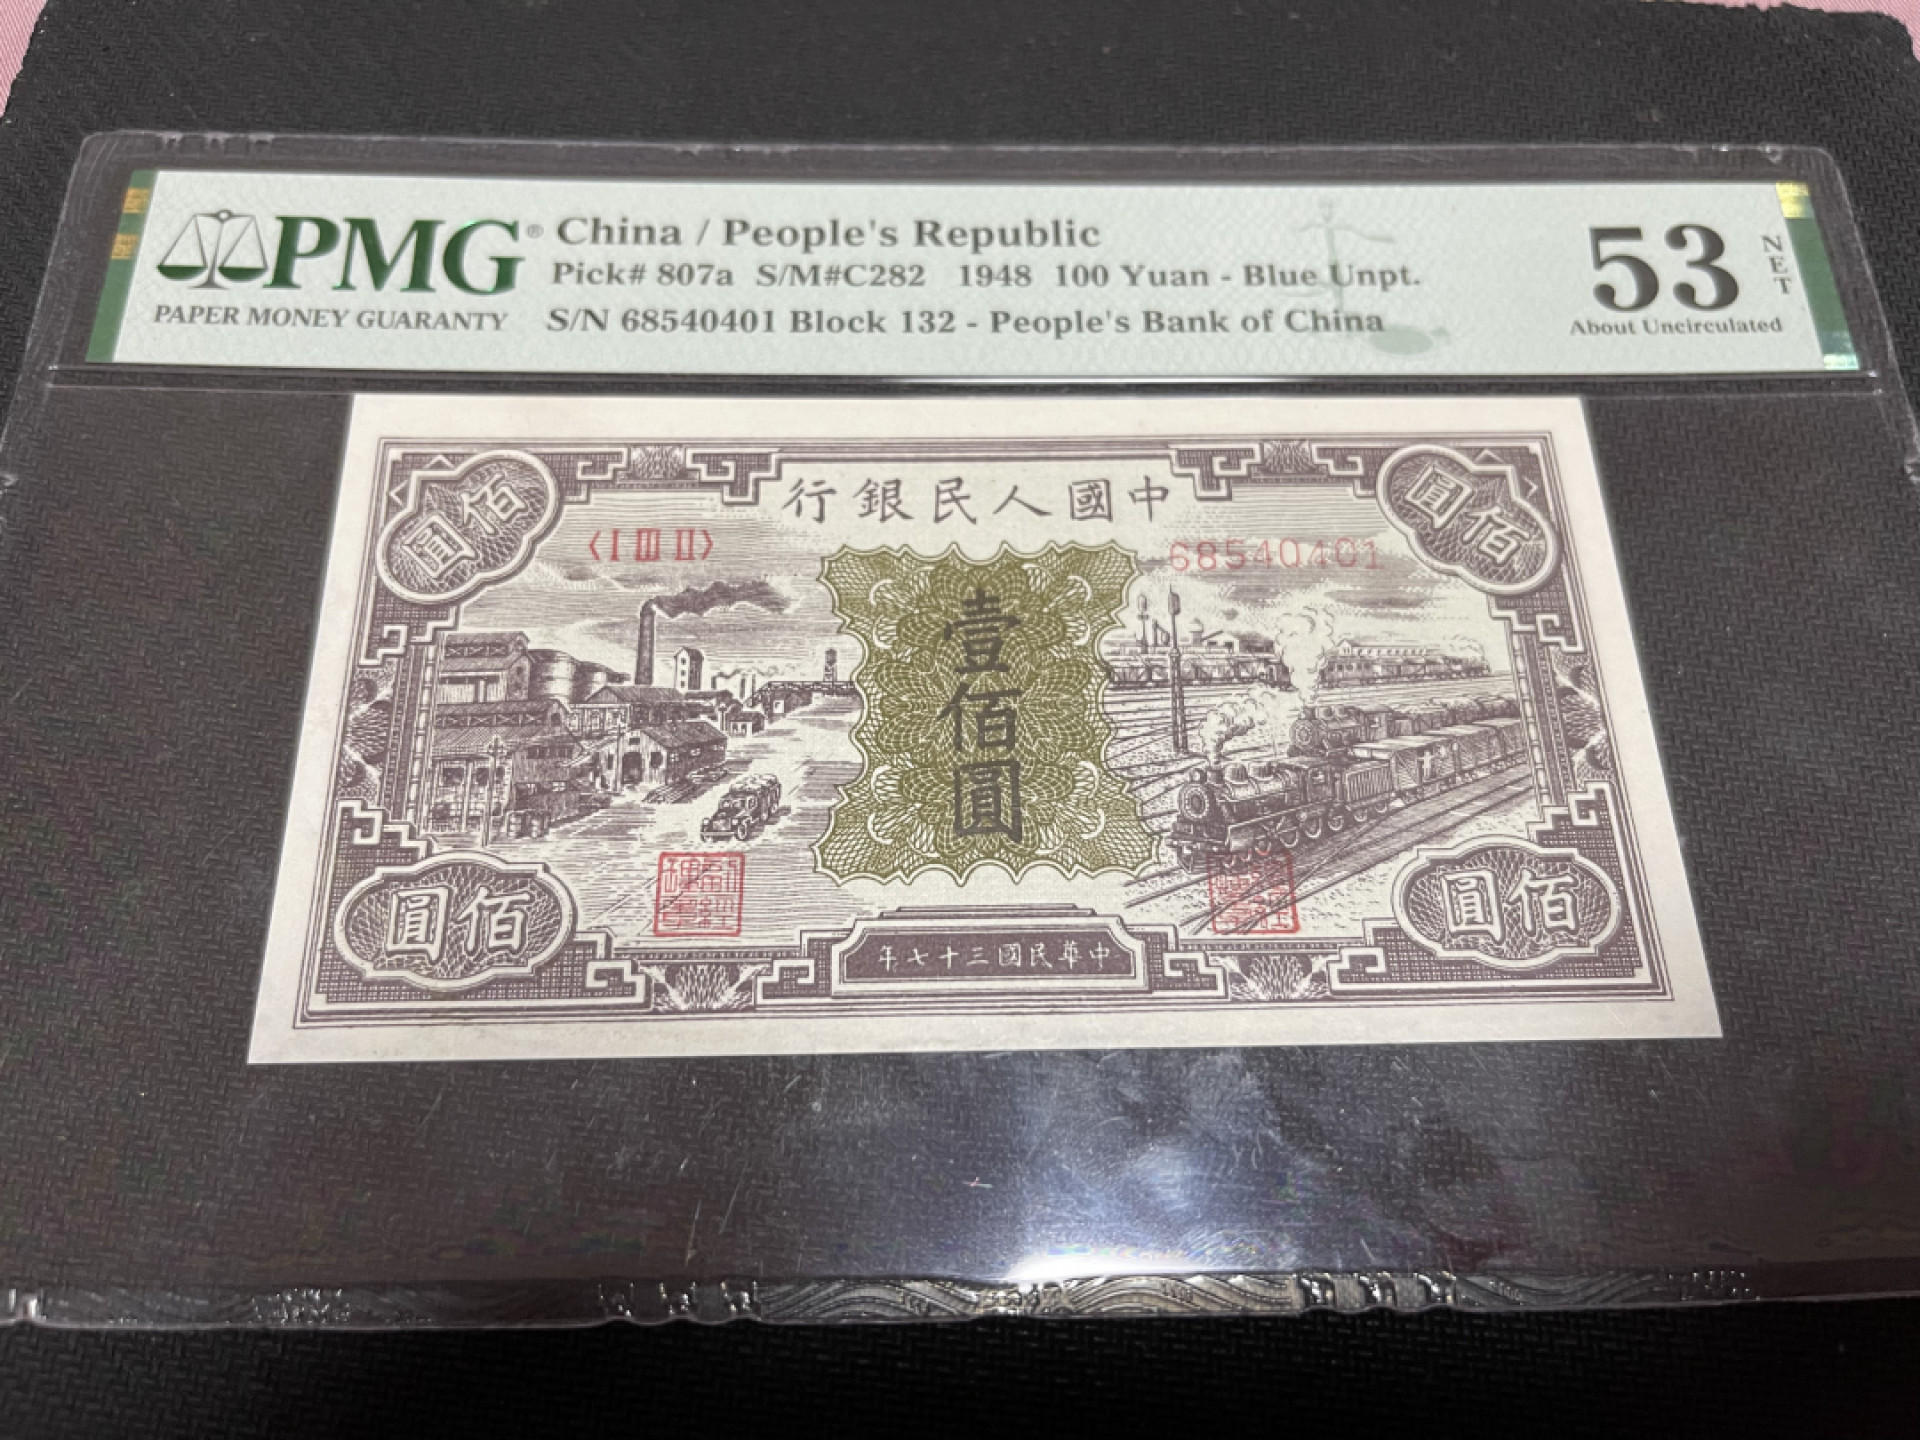 PMG®
PAPER MONEY GUARANTY
China / People's Republic
Pick# 807a S/M#C282 1948 100 Yuan - Blue Unpt.
S/N 68540401 Block 132 - People's Bank of China
53
NET
About Uncirculated
圓佰
行銀民人國中
圓佰
〈I III II〉
68540401
壹佰圓
圓佰
年七十三國民華中
圓佰